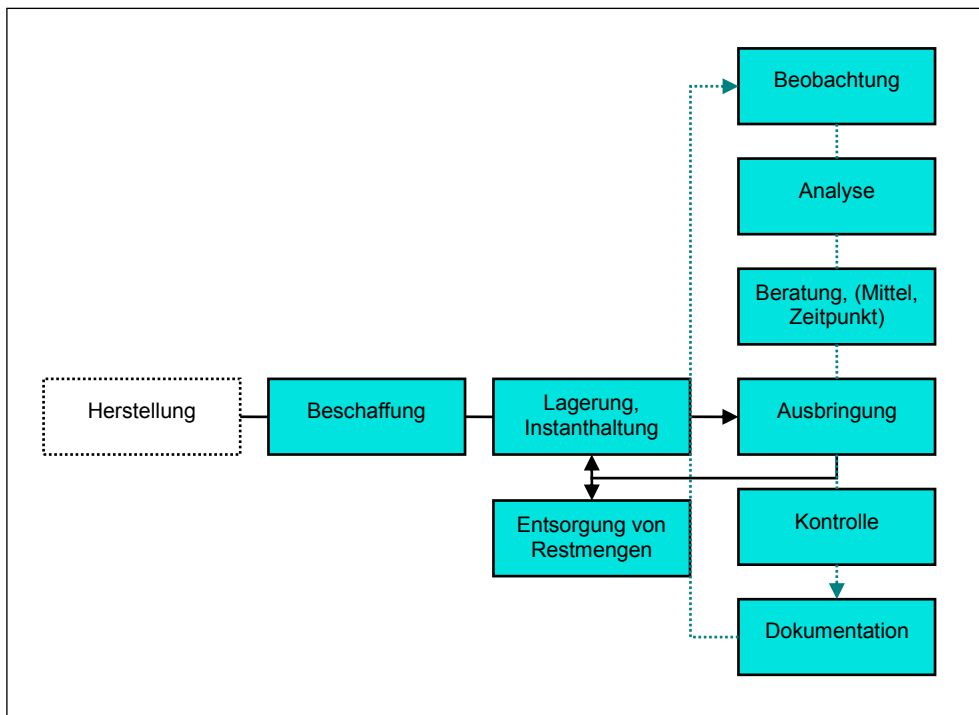 Beobachtung
Analyse
Beratung, (Mittel,
Zeitpunkt)
Herstellung
Beschaffung
Lagerung,
Instanthaltung
Ausbringung
Entsorgung von
Restmengen
Kontrolle
Dokumentation